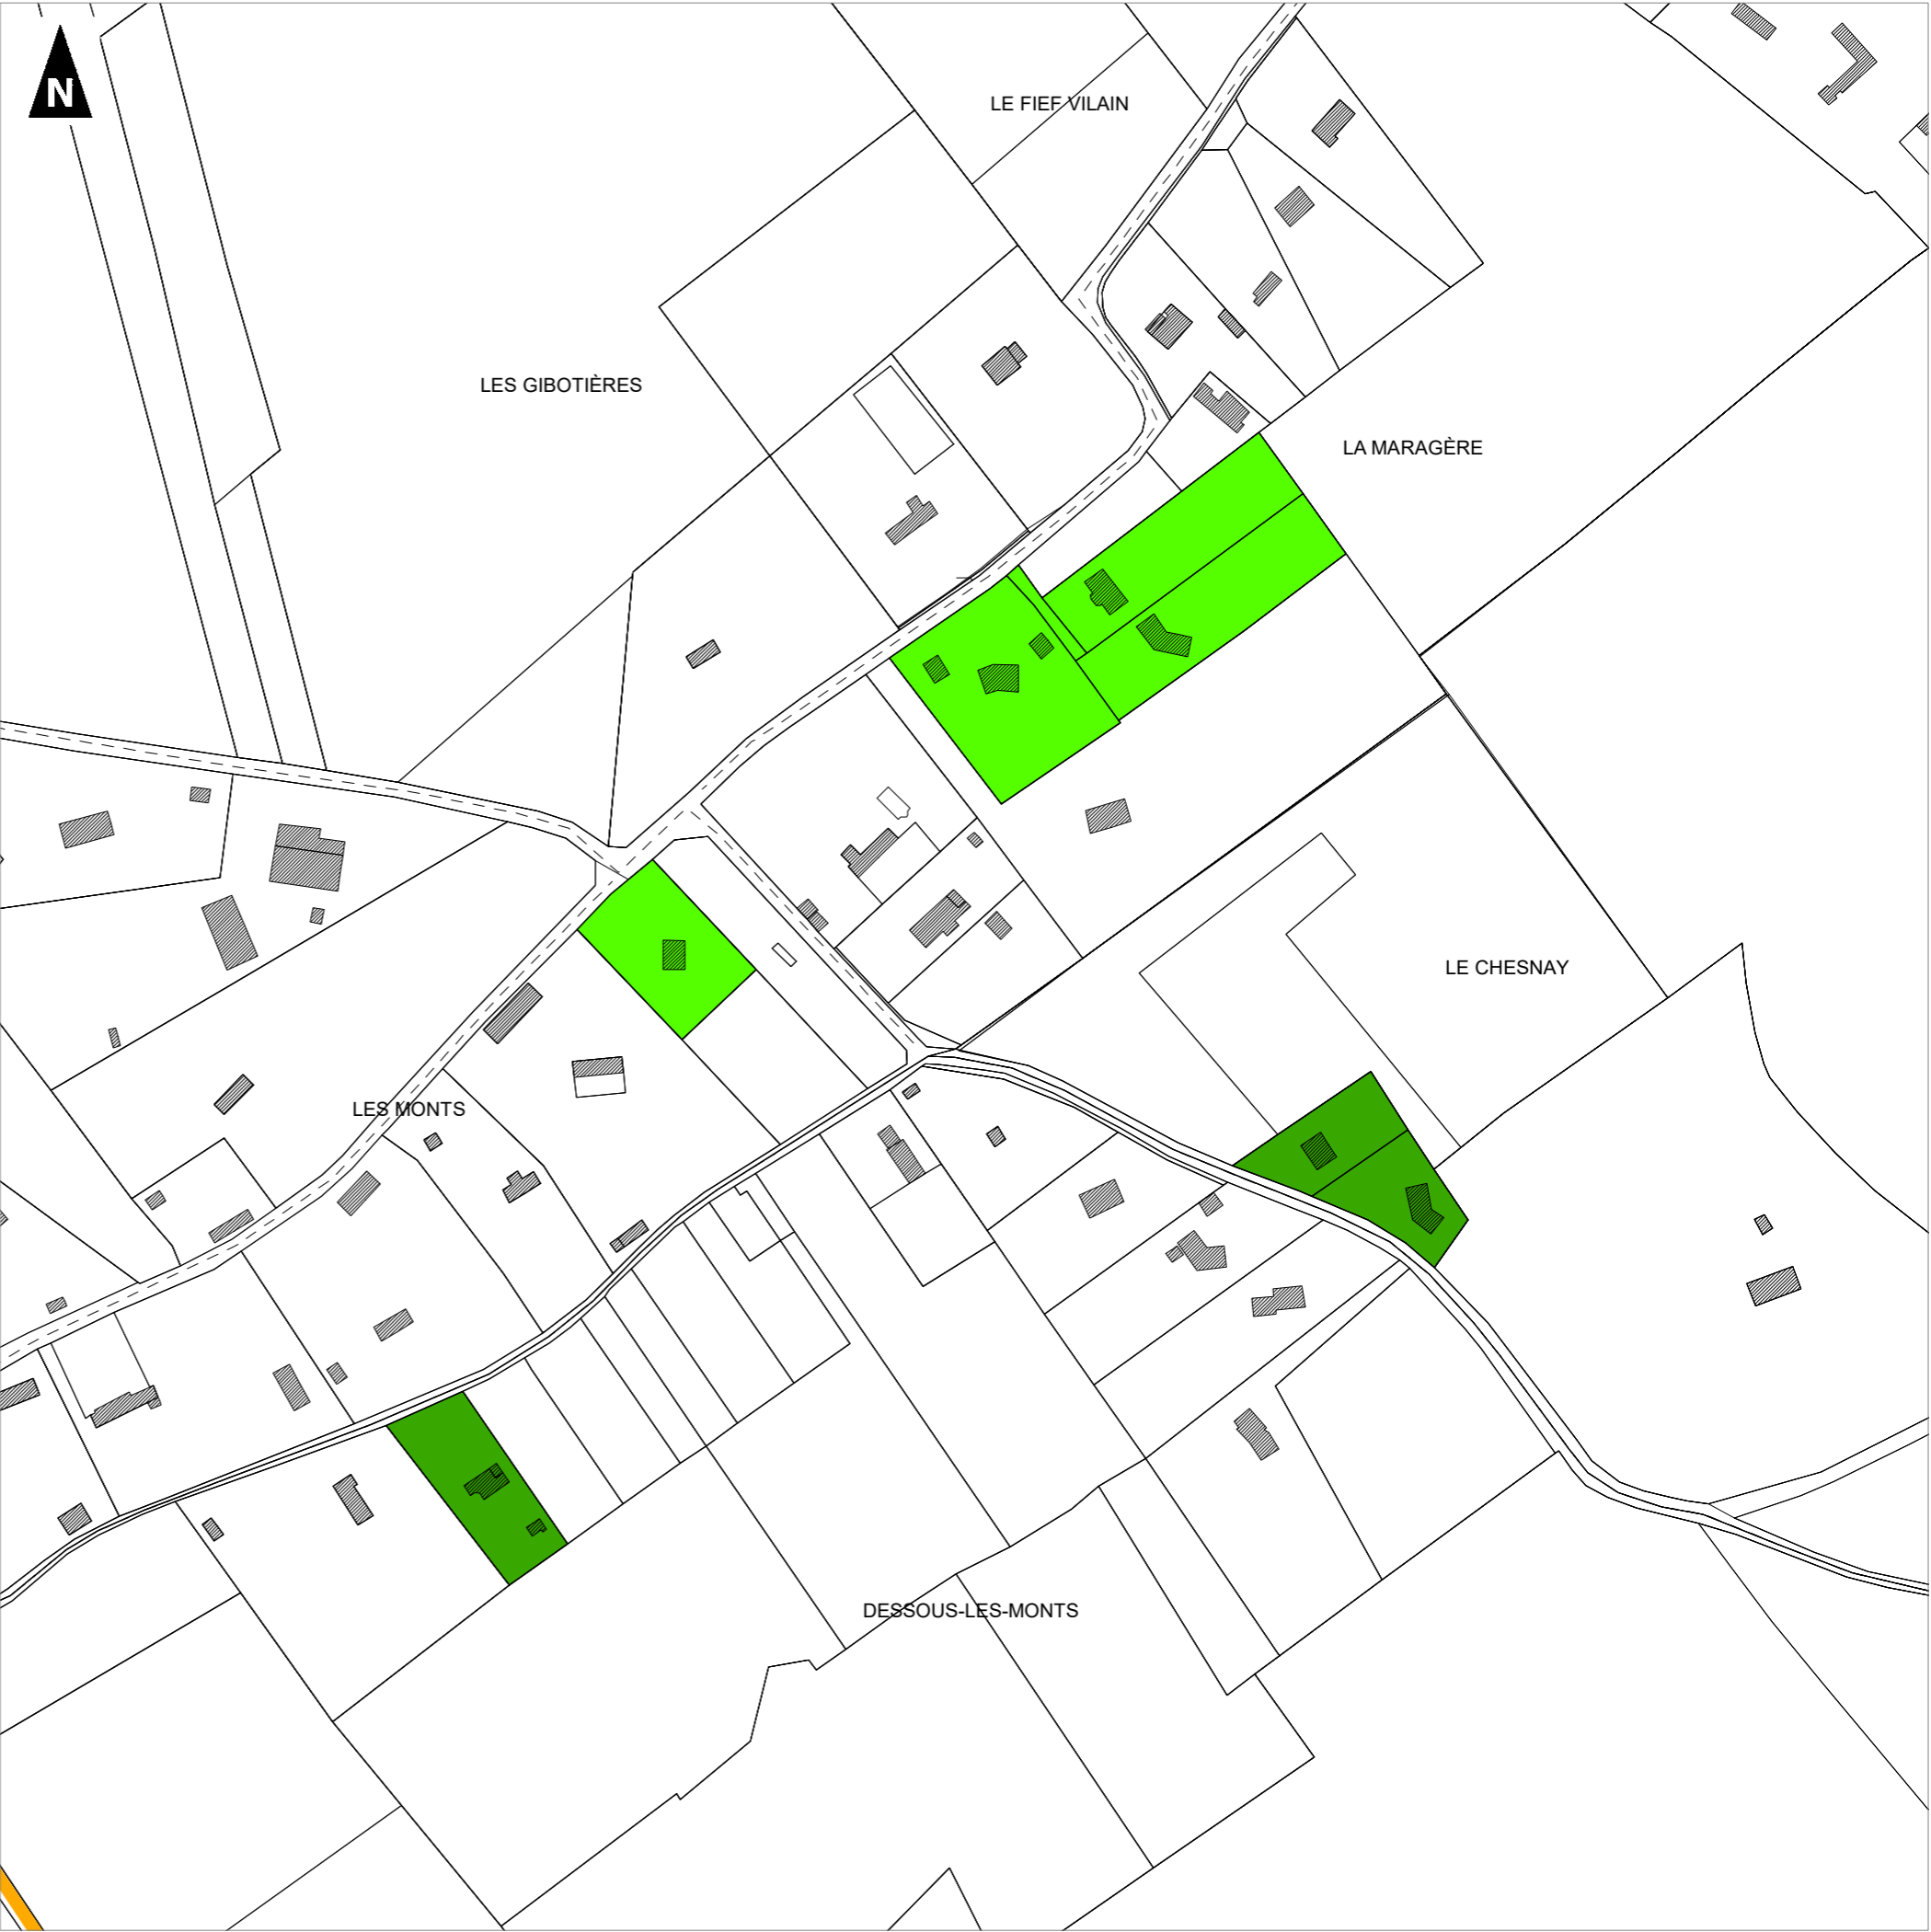 N
LE FIEF VILAIN
LES GIBOTIÈRES
LA MARAGÈRE
LE CHESNAY
LES MONTS
DESSOUS-LES-MONTS